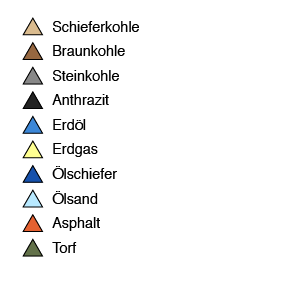 Schieferkohle
Braunkohle
Steinkohle
Anthrazit
Erdöl
Erdgas
Ölschiefer
Ölsand
Asphalt
Torf